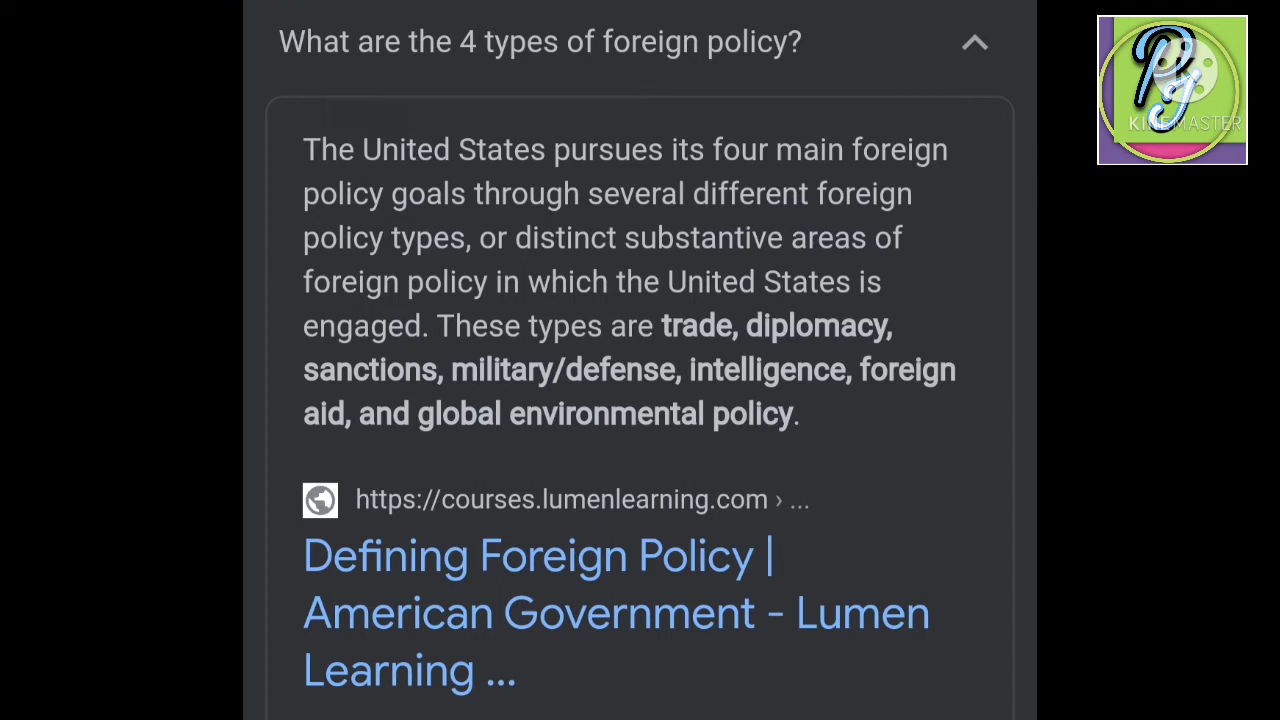 What are the 4 types of foreign policy?
The United States pursues its four main foreign
policy goals through several different foreign
policy types, or distinct substantive areas of
foreign policy in which the United States is
engaged. These types are trade, diplomacy,
sanctions, military/defense, intelligence, foreign
aid, and global environmental policy.
https://courses.lumenlearning.com › ...
Defining Foreign Policy |
American Government - Lumen
Learning ...
PJ
KINEMASTER